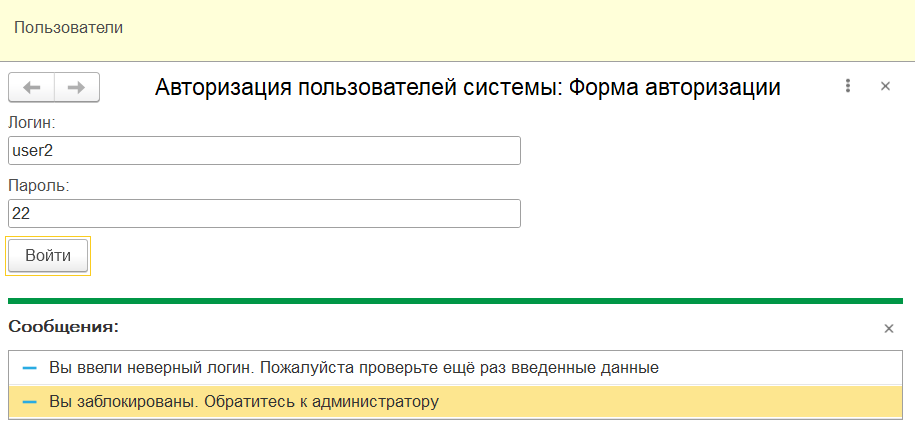 Пользователи
Авторизация пользователей системы: Форма авторизации
Логин:
user2
Пароль:
22
Войти
Сообщения:
Вы ввели неверный логин. Пожалуйста проверьте ещё раз введенные данные
Вы заблокированы. Обратитесь к администратору